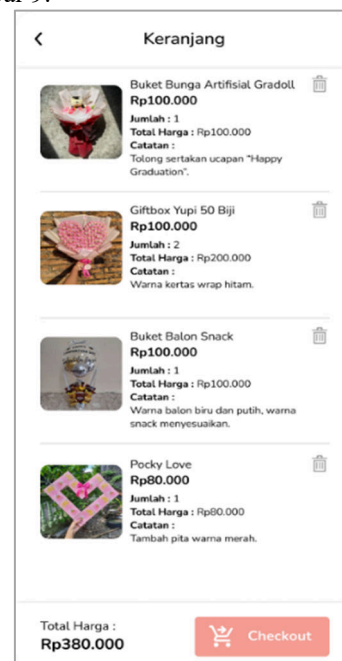 Keranjang
Buket Bunga Artifisial Gradoll
Rp100.000
Jumlah : 1
Total Harga : Rp100.000
Catatan :
Tolong sertakan ucapan "Happy
Graduation".
Giftbox Yupi 50 Biji
Rp100.000
Jumlah : 2
Total Harga : Rp200.000
Catatan :
Warna kertas wrap hitam.
Buket Balon Snack
Rp100.000
Jumlah : 1
Total Harga : Rp100.000
Catatan :
Warna balon biru dan putih, warna
snack menyesuaikan.
Pocky Love
Rp80.000
Jumlah : 1
Total Harga : Rp80.000
Catatan :
Tambah pita warna merah.
Total Harga :
Rp380.000
Checkout